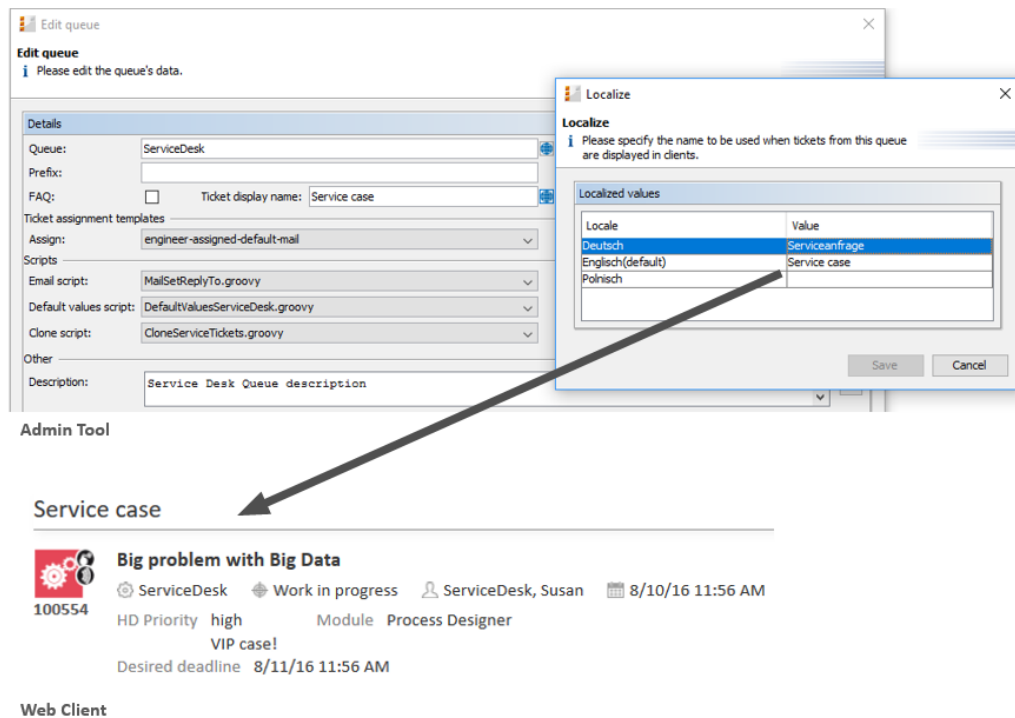 Edit queue
Edit queue
Please edit the queue's data.
Details
Queue: ServiceDesk
Prefix:
FAQ: Ticket display name: Service case
Ticket assignment templates
Assign: engineer-assigned-default-mail
Scripts
Email script: MailSetReplyTo.groovy
Default values script: DefaultValuesServiceDesk.groovy
Clone script: CloneServiceTickets.groovy
Other
Description: Service Desk Queue description
Localize
Localize
Please specify the name to be used when tickets from this queue
are displayed in clients.
Localized values
Locale Value
Deutsch Serviceanfrage
Englisch(default) Service case
Polnisch
Save Cancel
Admin Tool
Service case
Big problem with Big Data
ServiceDesk Work in progress ServiceDesk, Susan 8/10/16 11:56 AM
100554
HD Priority high Module Process Designer
VIP case!
Desired deadline 8/11/16 11:56 AM
Web Client